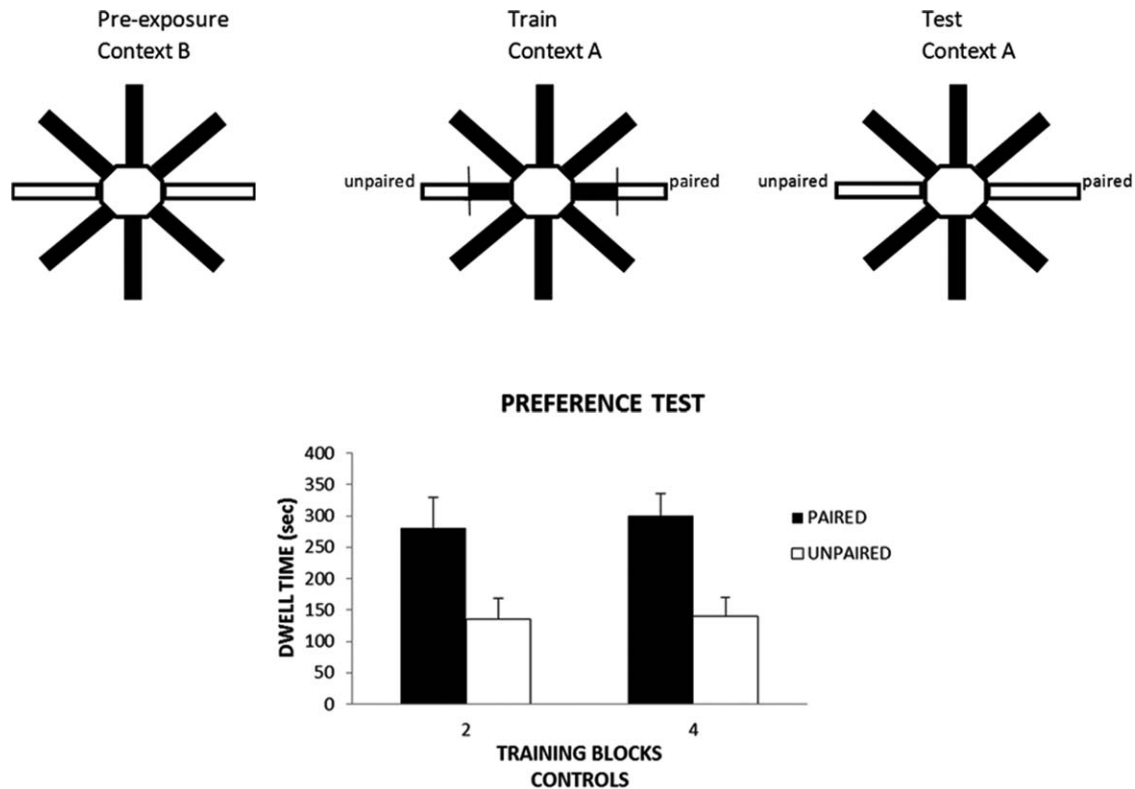 Pre-exposure
Context B
Train
Context A
Test
Context A
unpaired
paired
unpaired
paired
PREFERENCE TEST
DWELL TIME (sec)
400
350
300
250
200
150
100
50
0
PAIRED
UNPAIRED
2
4
TRAINING BLOCKS
CONTROLS